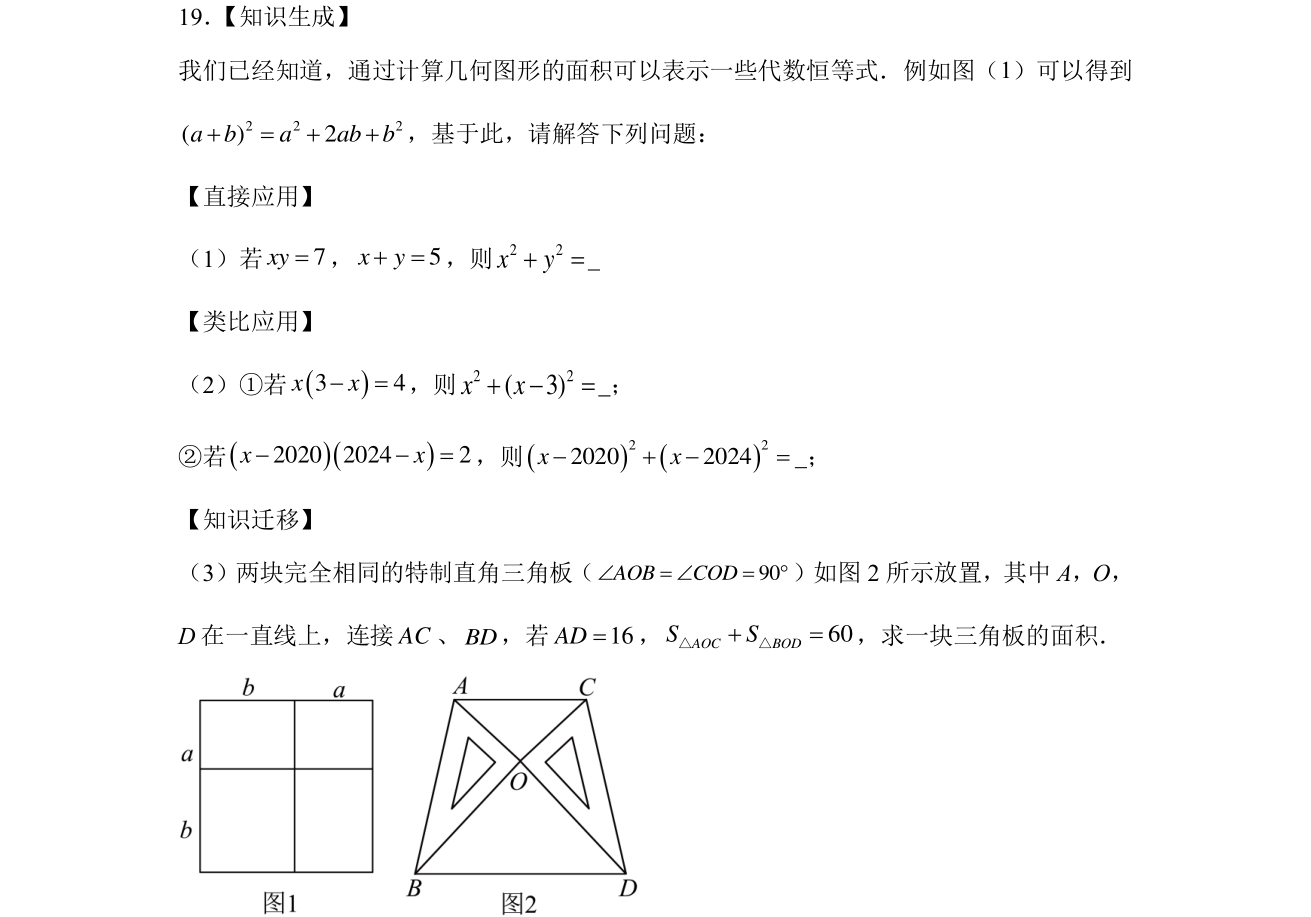 19.【知识生成】
我们已经知道，通过计算几何图形的面积可以表示一些代数恒等式．例如图（1）可以得到
(a+b)² = a² + 2ab + b²，基于此，请解答下列问题：
【直接应用】
（1）若 xy = 7， x + y = 5，则 x² + y² = _
【类比应用】
（2）①若 x(3−x) = 4，则 x² + (x−3)² = _；
②若 (x−2020)(2024−x) = 2，则 (x−2020)² + (x−2024)² = _；
【知识迁移】
（3）两块完全相同的特制直角三角板（∠AOB = ∠COD = 90°）如图 2 所示放置，其中 A，O，
D 在一直线上，连接 AC 、 BD，若 AD = 16， S△AOC + S△BOD = 60，求一块三角板的面积．
b a
a
b
图1
A C
O
B D
图2